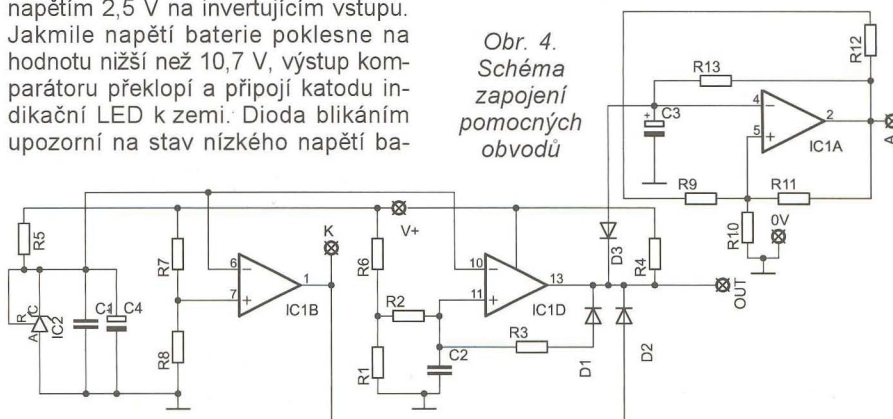 napětím 2,5 V na invertujícím vstupu.
Jakmile napětí baterie poklesne na
hodnotu nižší než 10,7 V, výstup kom-
parátoru překlopí a připojí katodu in-
dikační LED k zemi. Dioda blikáním
upozorní na stav nízkého napětí ba-
Obr. 4.
Schéma
zapojení
pomocných
obvodů
R12
R13
C3
+
4
−
5
+
2
IC1A
A
R9
R11
R10
0V
R5
R7
K
V+
R6
6
−
7
+
1
IC1B
10
−
11
+
13
IC1D
D3
R4
OUT
R
C
A
IC2
C1
C4
R8
R2
R1
C2
R3
D1
D2